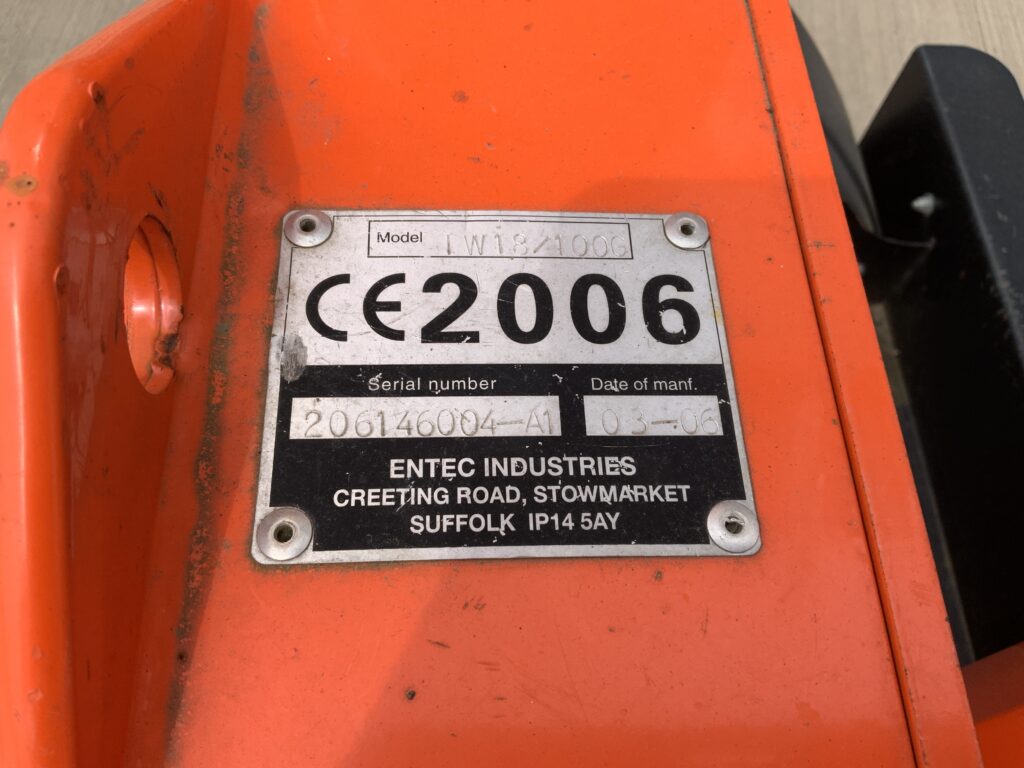 Model TW18/100G
CE2006
Serial number Date of manf.
206146004-A1 03-06
ENTEC INDUSTRIES
CREETING ROAD, STOWMARKET
SUFFOLK IP14 5AY